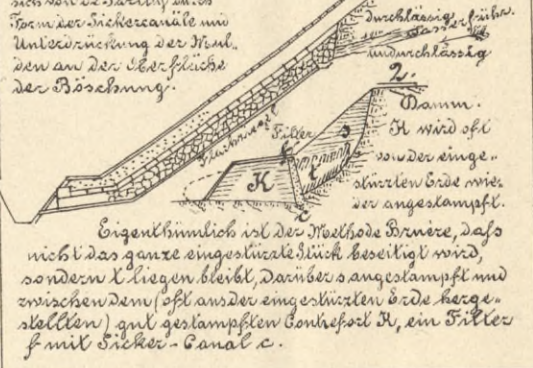 Form der Sickercanäle und
Unterdrückung der Mul-
den an der Oberfläche
der Böschung.
durchlässig
Wasserführ.
undurchlässig
2.
Damm.
K wird oft
von der einge-
stürzten Erde wie-
der angestampft.
Filter
K
s
t
f
c
Eigenthümlich ist der Methode Bruère, daſs
nicht das ganze eingestürzte Stück beseitigt wird,
sondern t liegen bleibt, darüber s angestampft und
zwischen dem (oft aus der eingestürzten Erde herge-
stellten) gut gestampften Contrefort K, ein Filter
f mit Sicker-Canal c.